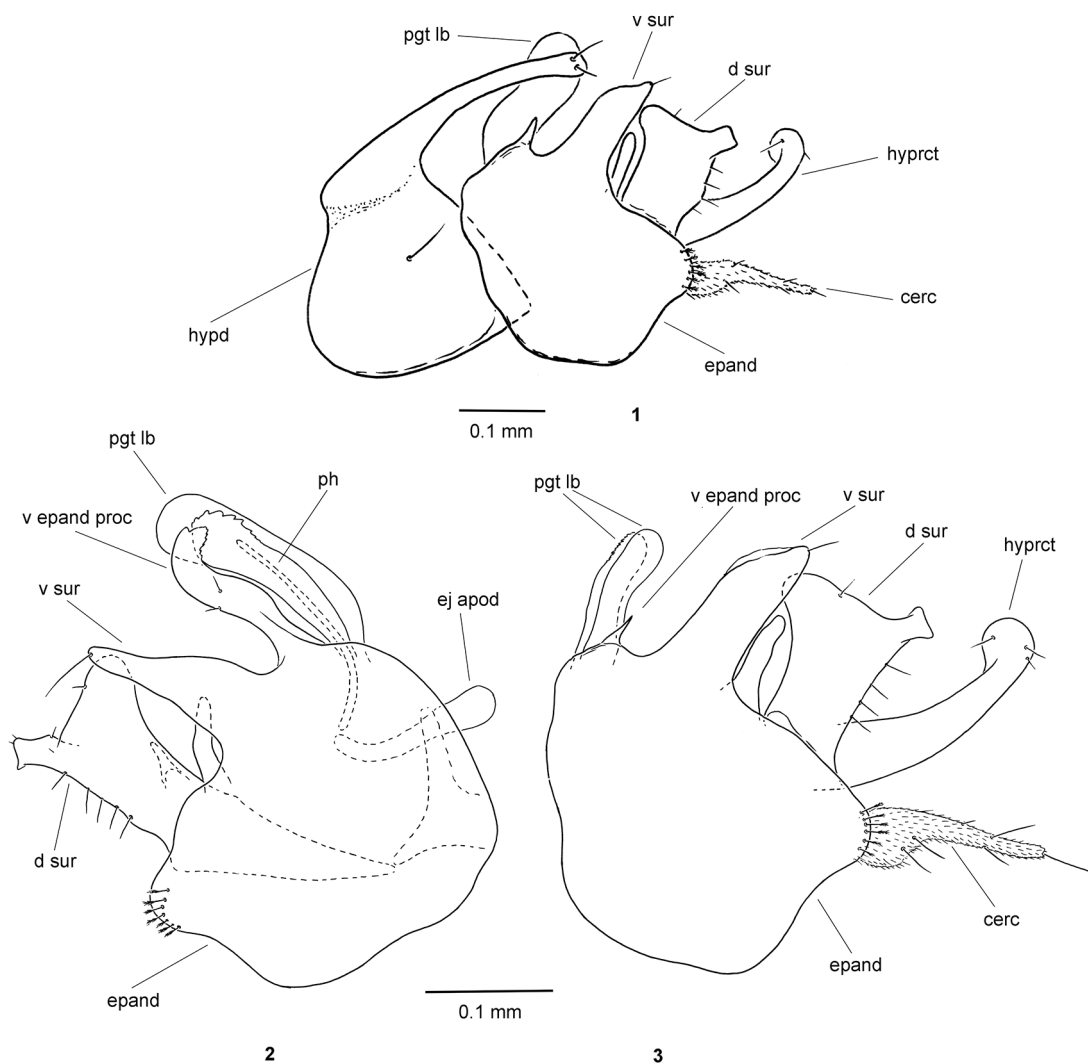 pgt lb
v sur
d sur
hyprct
cerc
hypd
epand
0.1 mm
1
pgt lb
ph
v epand proc
v sur
ej apod
d sur
epand
0.1 mm
2
pgt lb
v epand proc
v sur
d sur
hyprct
cerc
epand
3